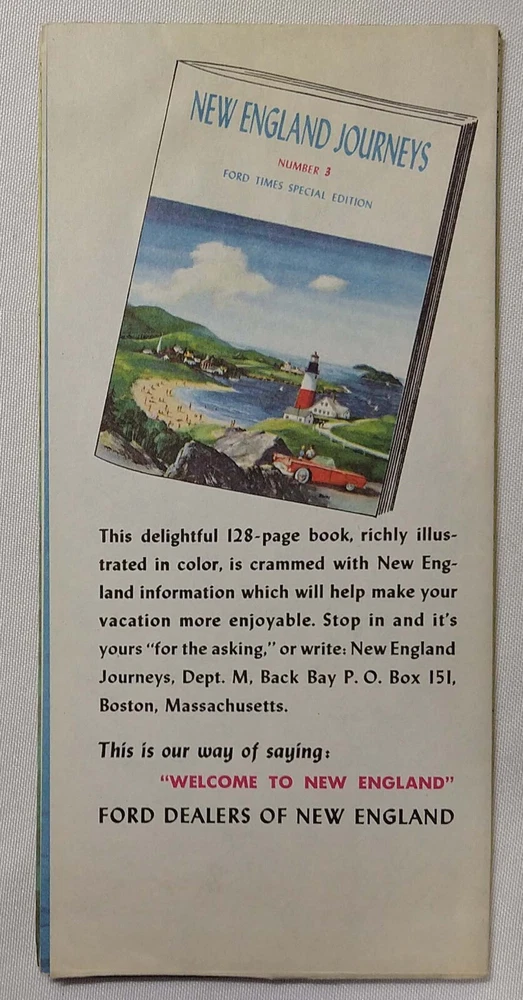 NEW ENGLAND JOURNEYS
NUMBER 3
FORD TIMES SPECIAL EDITION
This delightful 128-page book, richly illus-
trated in color, is crammed with New Eng-
land information which will help make your
vacation more enjoyable. Stop in and it's
yours "for the asking," or write: New England
Journeys, Dept. M, Back Bay P. O. Box 151,
Boston, Massachusetts.
This is our way of saying:
"WELCOME TO NEW ENGLAND"
FORD DEALERS OF NEW ENGLAND